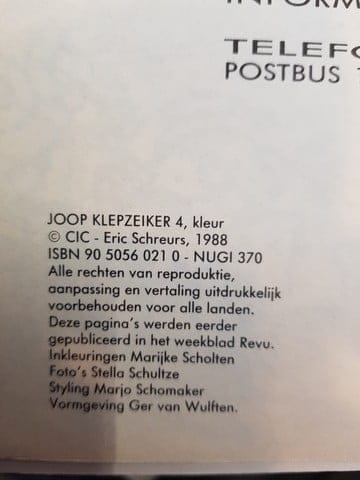 TELEF
POSTBUS
JOOP KLEPZEIKER 4, kleur
© CIC - Eric Schreurs, 1988
ISBN 90 5056 021 0 - NUGI 370
Alle rechten van reproduktie,
aanpassing en vertaling uitdrukkelijk
voorbehouden voor alle landen.
Deze pagina's werden eerder
gepubliceerd in het weekblad Revu.
Inkleuringen Marijke Scholten
Foto's Stella Schultze
Styling Marjo Schomaker
Vormgeving Ger van Wulften.